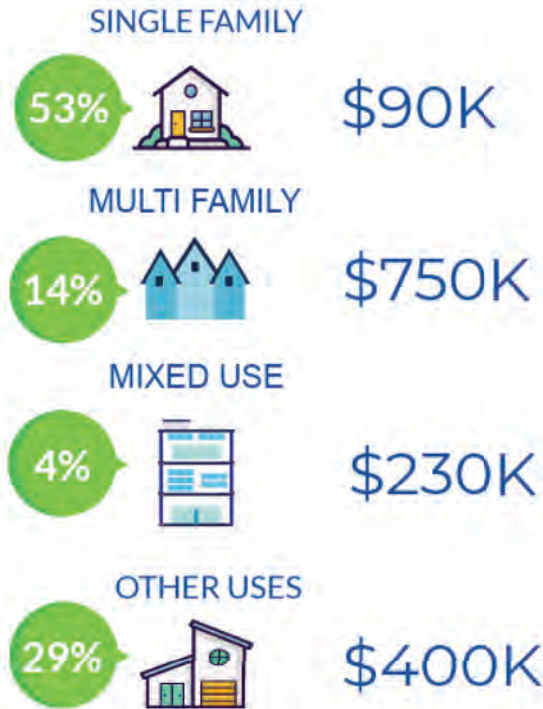 SINGLE FAMILY
53%
$90K
MULTI FAMILY
14%
$750K
MIXED USE
4%
$230K
OTHER USES
29%
$400K